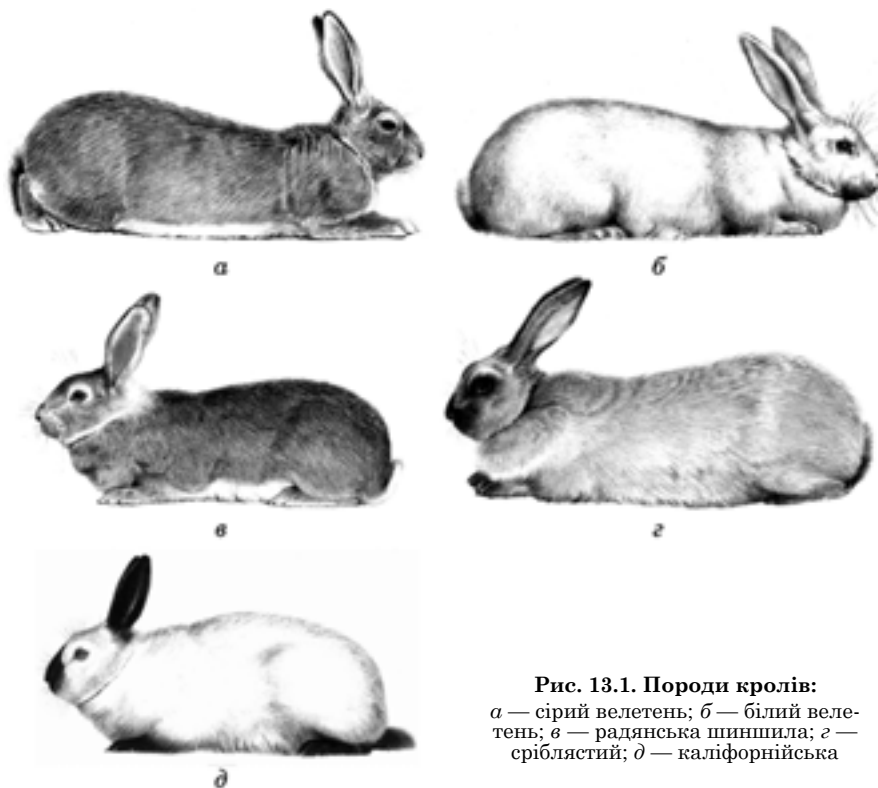 а
б
в
г
д
Рис. 13.1. Породи кролів:
а — сірий велетень; б — білий веле-
тень; в — радянська шиншила; г —
сріблястий; д — каліфорнійська